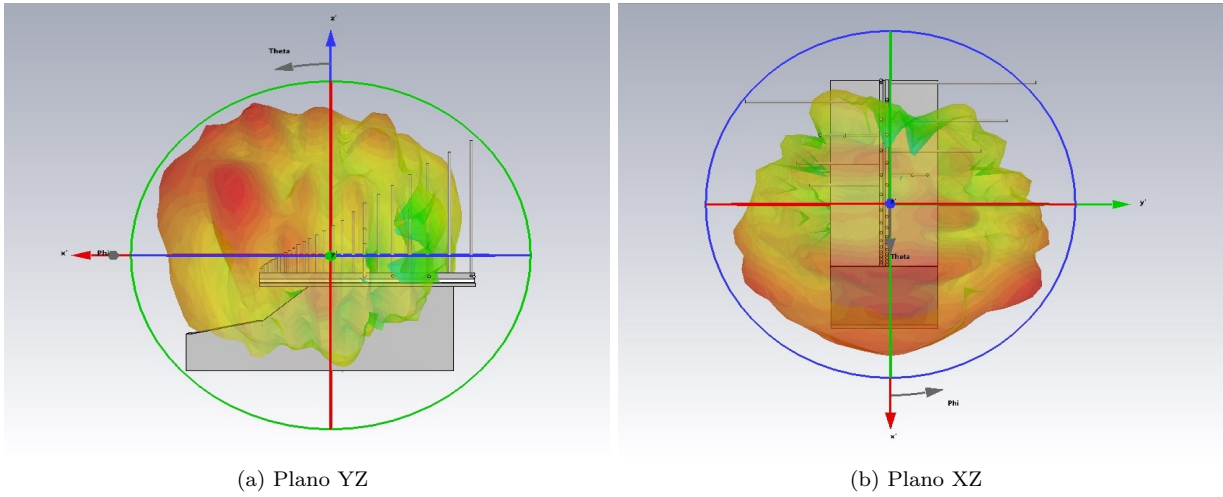 z´
Theta
x´
Phi
(a) Plano YZ
y´
Theta
Phi
x´
(b) Plano XZ